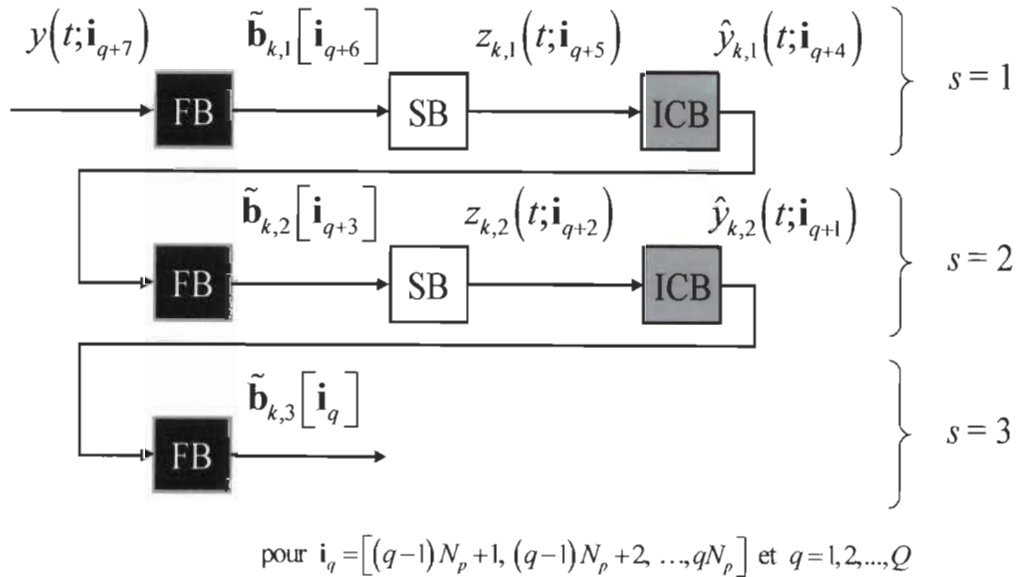 y(t;i_{q+7}) b̃_{k,1}[i_{q+6}] z_{k,1}(t;i_{q+5}) ŷ_{k,1}(t;i_{q+4})
FB SB ICB s = 1
b̃_{k,2}[i_{q+3}] z_{k,2}(t;i_{q+2}) ŷ_{k,2}(t;i_{q+1})
FB SB ICB s = 2
b̃_{k,3}[i_q]
FB s = 3
pour i_q = [(q−1)N_p +1, (q−1)N_p +2, ...,qN_p] et q=1,2,...,Q